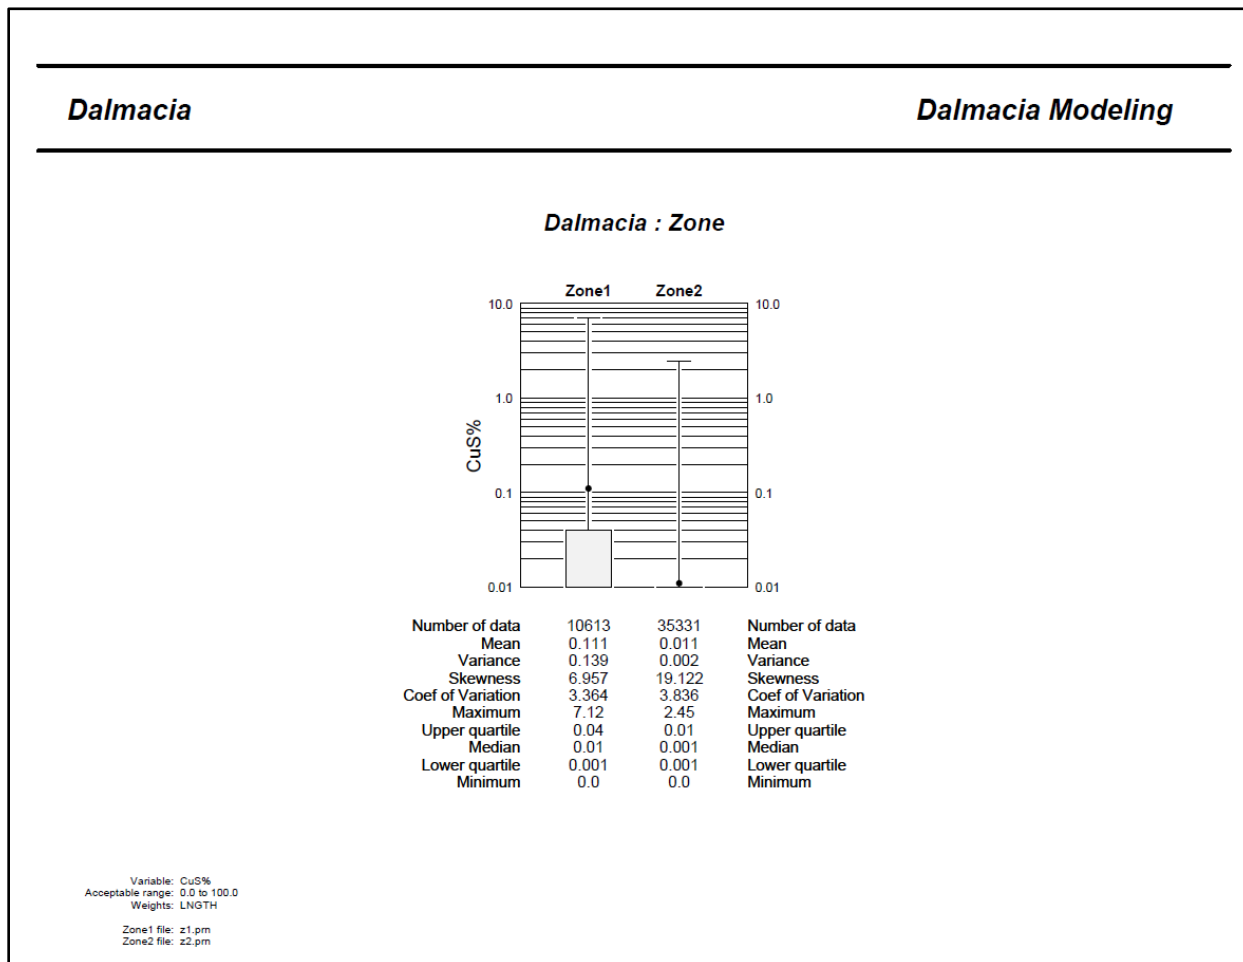 Dalmacia Dalmacia Modeling
Dalmacia : Zone
Zone1 Zone2
10.0 10.0
1.0 1.0
CuS%
0.1 0.1
0.01 0.01
Number of data 10613 35331 Number of data
Mean 0.111 0.011 Mean
Variance 0.139 0.002 Variance
Skewness 6.957 19.122 Skewness
Coef of Variation 3.364 3.836 Coef of Variation
Maximum 7.12 2.45 Maximum
Upper quartile 0.04 0.01 Upper quartile
Median 0.01 0.001 Median
Lower quartile 0.001 0.001 Lower quartile
Minimum 0.0 0.0 Minimum
Variable: CuS%
Acceptable range: 0.0 to 100.0
Weights: LNGTH
Zone1 file: z1.prn
Zone2 file: z2.prn